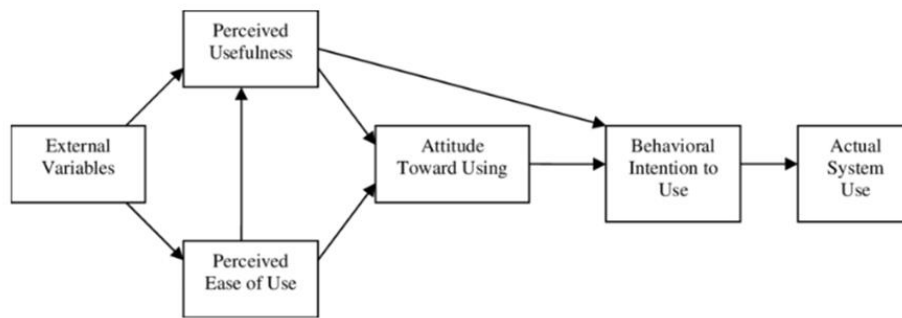 Perceived
Usefulness
External
Variables
Attitude
Toward Using
Behavioral
Intention to
Use
Actual
System
Use
Perceived
Ease of Use